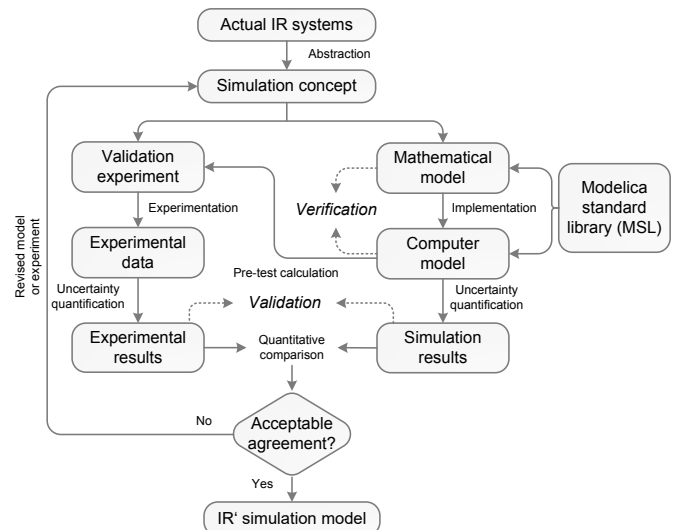 Actual IR systems
Abstraction
Simulation concept
Validation
experiment
Mathematical
model
Modelica
standard
library (MSL)
Verification
Experimentation
Implementation
Experimental
data
Computer
model
Revised model
or experiment
Pre-test calculation
Uncertainty
quantification
Uncertainty
quantification
Validation
Experimental
results
Quantitative
comparison
Simulation
results
No
Acceptable
agreement?
Yes
IR‘ simulation model